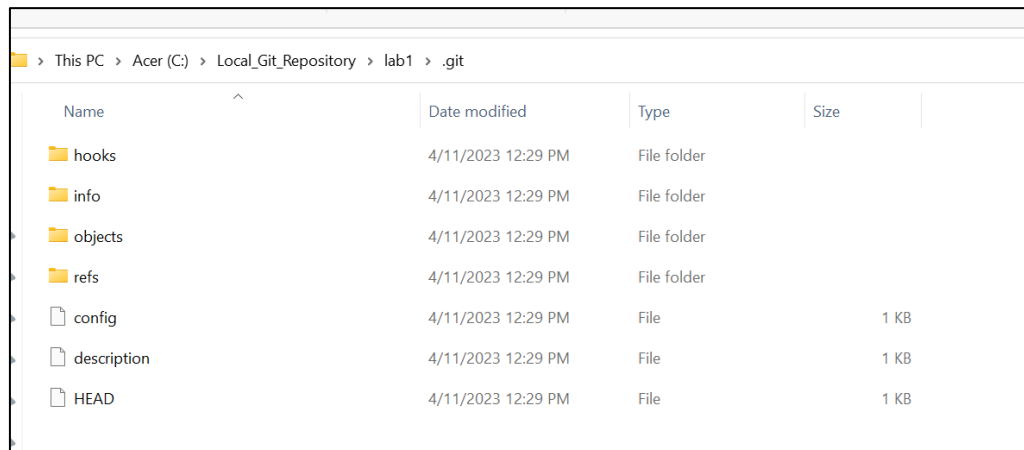 This PC > Acer (C:) > Local_Git_Repository > lab1 > .git
Name Date modified Type Size
hooks 4/11/2023 12:29 PM File folder
info 4/11/2023 12:29 PM File folder
objects 4/11/2023 12:29 PM File folder
refs 4/11/2023 12:29 PM File folder
config 4/11/2023 12:29 PM File 1 KB
description 4/11/2023 12:29 PM File 1 KB
HEAD 4/11/2023 12:29 PM File 1 KB